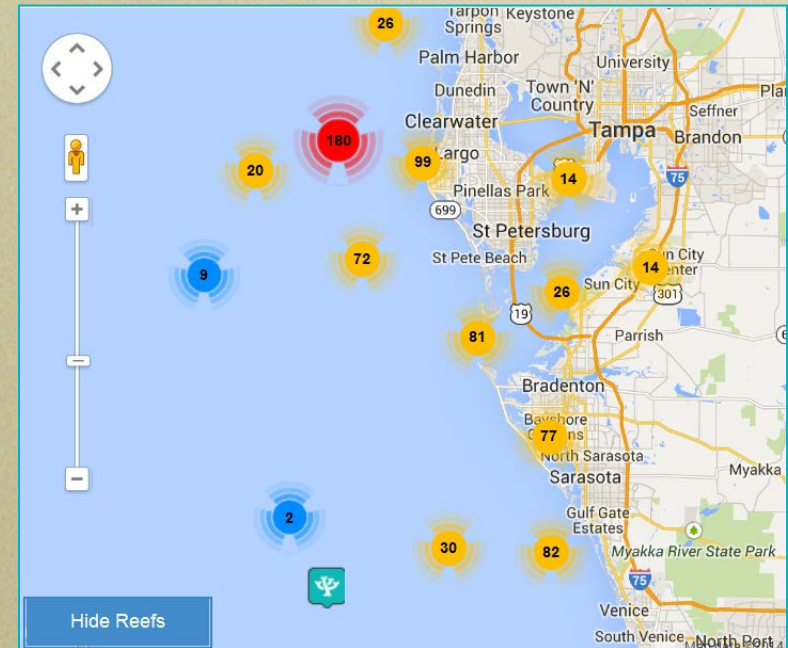 26
Tarpon
Springs
Keystone
Palm Harbor
University
Dunedin
Town 'N'
Country
Seffner
Clearwater
180
Tampa
Brandon
20
99
Largo
14
75
Pinellas Park
699
St Petersburg
72
St Pete Beach
9
14
Sun City
Center
26
Sun City
301
19
81
Parrish
Bradenton
Bayshore
77
North Sarasota
Myakka
Sarasota
2
Gulf Gate
Estates
30
82
Myakka River State Park
75
Hide Reefs
Venice
South Venice
North Port